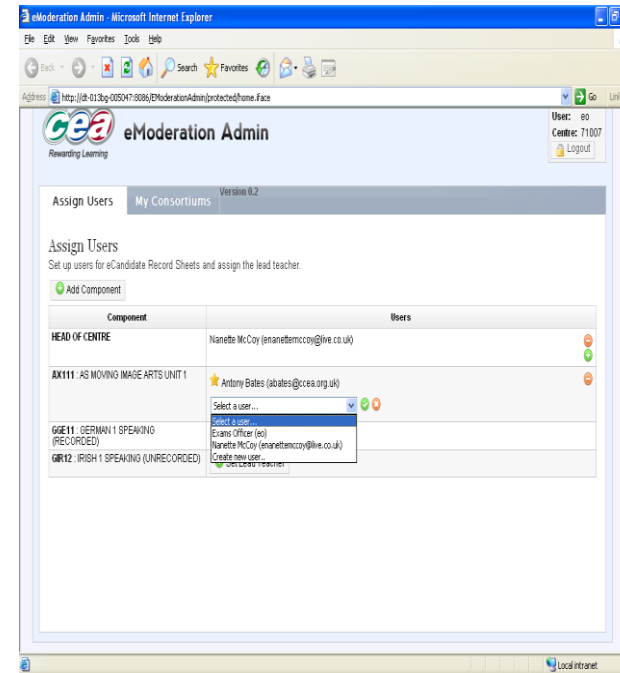 eModeration Admin - Microsoft Internet Explorer
File Edit View Favorites Tools Help
Back Search Favorites
Address http://dt-013bg-005047:8086/EModerationAdmin/protected/home.iface Go Link
ccea eModeration Admin
Rewarding Learning
User: eo
Centre: 71007
Logout
Assign Users My Consortiums Version 0.2
Assign Users
Set up users for eCandidate Record Sheets and assign the lead teacher.
Add Component
Component Users
HEAD OF CENTRE Nanette McCoy (enanettemccoy@live.co.uk)
AX111 : AS MOVING IMAGE ARTS UNIT 1 Antony Bates (abates@ccea.org.uk)
Select a user...
Select a user...
Exams Officer (eo)
Nanette McCoy (enanettemccoy@live.co.uk)
Create new user...
GGE11 : GERMAN 1 SPEAKING
(RECORDED)
GIR12 : IRISH 1 SPEAKING (UNRECORDED) Set Lead Teacher
Local intranet